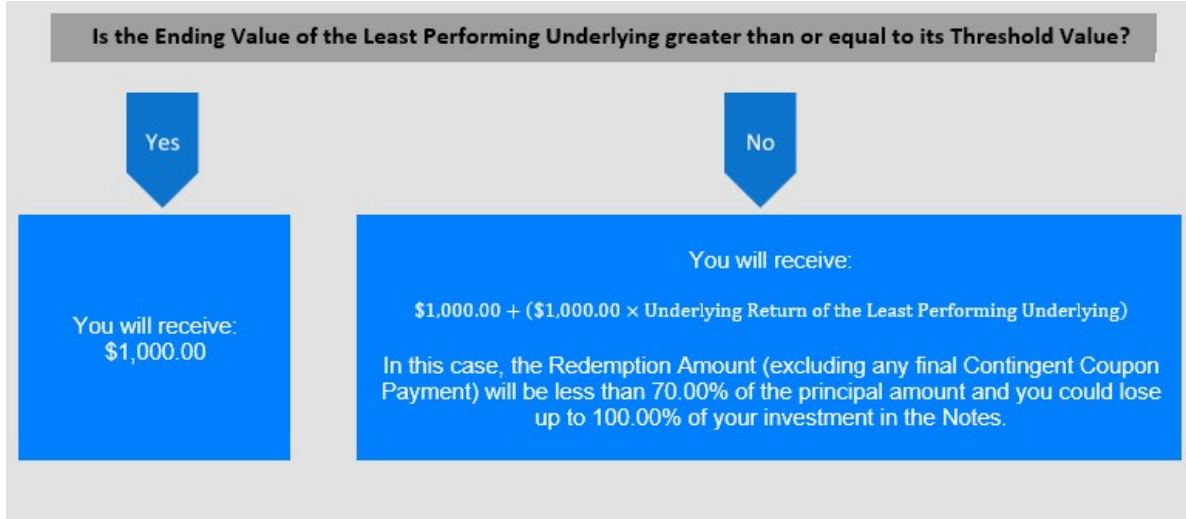 Is the Ending Value of the Least Performing Underlying greater than or equal to its Threshold Value?
Yes
No
You will receive:
$1,000.00
You will receive:
$1,000.00 + ($1,000.00 × Underlying Return of the Least Performing Underlying)
In this case, the Redemption Amount (excluding any final Contingent Coupon
Payment) will be less than 70.00% of the principal amount and you could lose
up to 100.00% of your investment in the Notes.